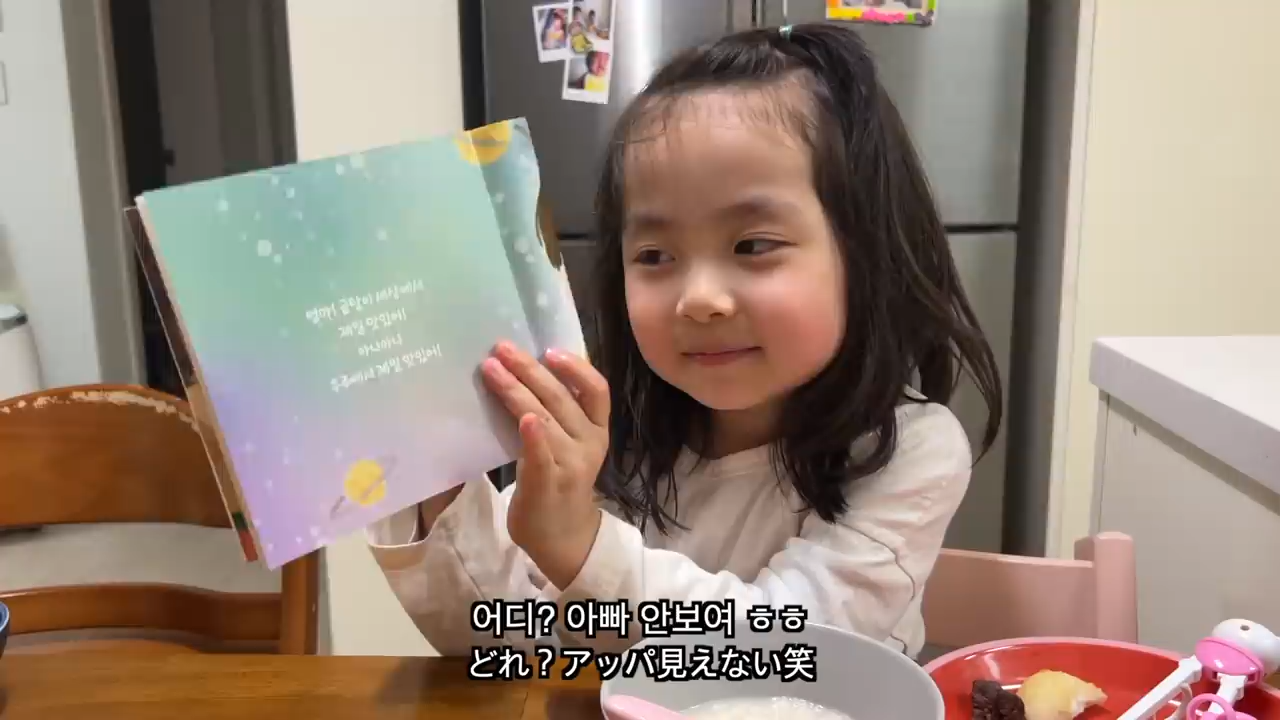 엄마! 곰탕이 세상에서
제일 맛있어!
아니아니
우주에서 제일 맛있어!
어디? 아빠 안보여 ㅎㅎ
どれ？アッパ見えない笑